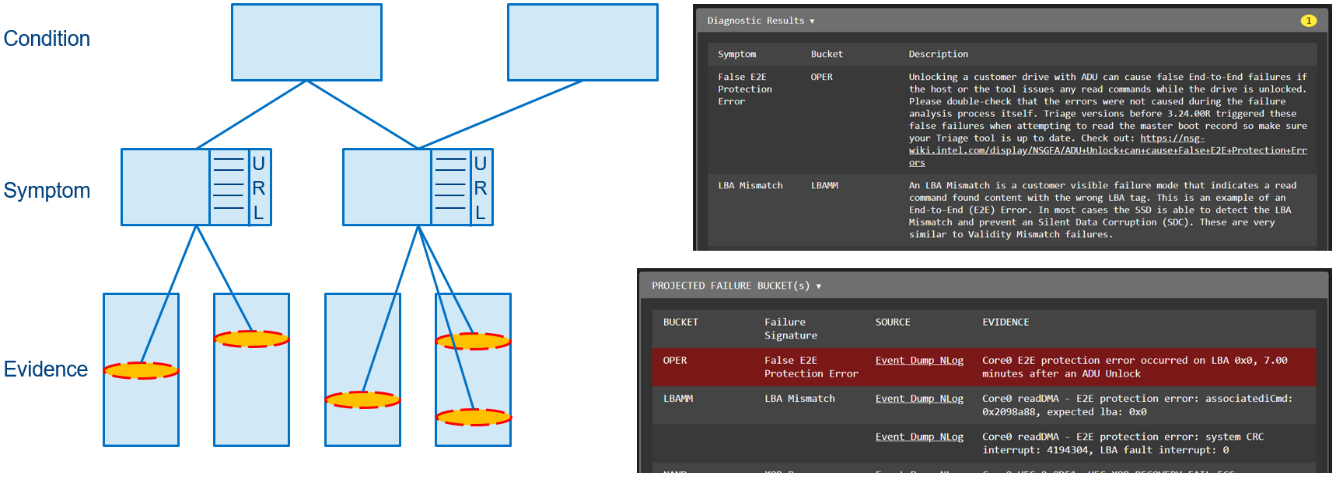 Condition
Symptom
Evidence
U
R
L
U
R
L
Diagnostic Results ▾
1
Symptom Bucket Description
False E2E OPER Unlocking a customer drive with ADU can cause false End-to-End failures if
Protection the host or the tool issues any read commands while the drive is unlocked.
Error Please double-check that the errors were not caused during the failure
analysis process itself. Triage versions before 3.24.00R triggered these
false failures when attempting to read the master boot record so make sure
your Triage tool is up to date. Check out: https://nsg-
wiki.intel.com/display/NSGFA/ADU+Unlock+can+cause+False+E2E+Protection+Err
ors
LBA Mismatch LBAMM An LBA Mismatch is a customer visible failure mode that indicates a read
command found content with the wrong LBA tag. This is an example of an
End-to-End (E2E) Error. In most cases the SSD is able to detect the LBA
Mismatch and prevent an Silent Data Corruption (SDC). These are very
similar to Validity Mismatch failures.
PROJECTED FAILURE BUCKET(s) ▾
BUCKET Failure SOURCE EVIDENCE
Signature
OPER False E2E Event Dump NLog Core0 E2E protection error occurred on LBA 0x0, 7.00
Protection Error minutes after an ADU Unlock
LBAMM LBA Mismatch Event Dump NLog Core0 readDMA - E2E protection error: associatediCmd:
0x2098a88, expected lba: 0x0
Event Dump NLog Core0 readDMA - E2E protection error: system CRC
interrupt: 4194304, LBA fault interrupt: 0